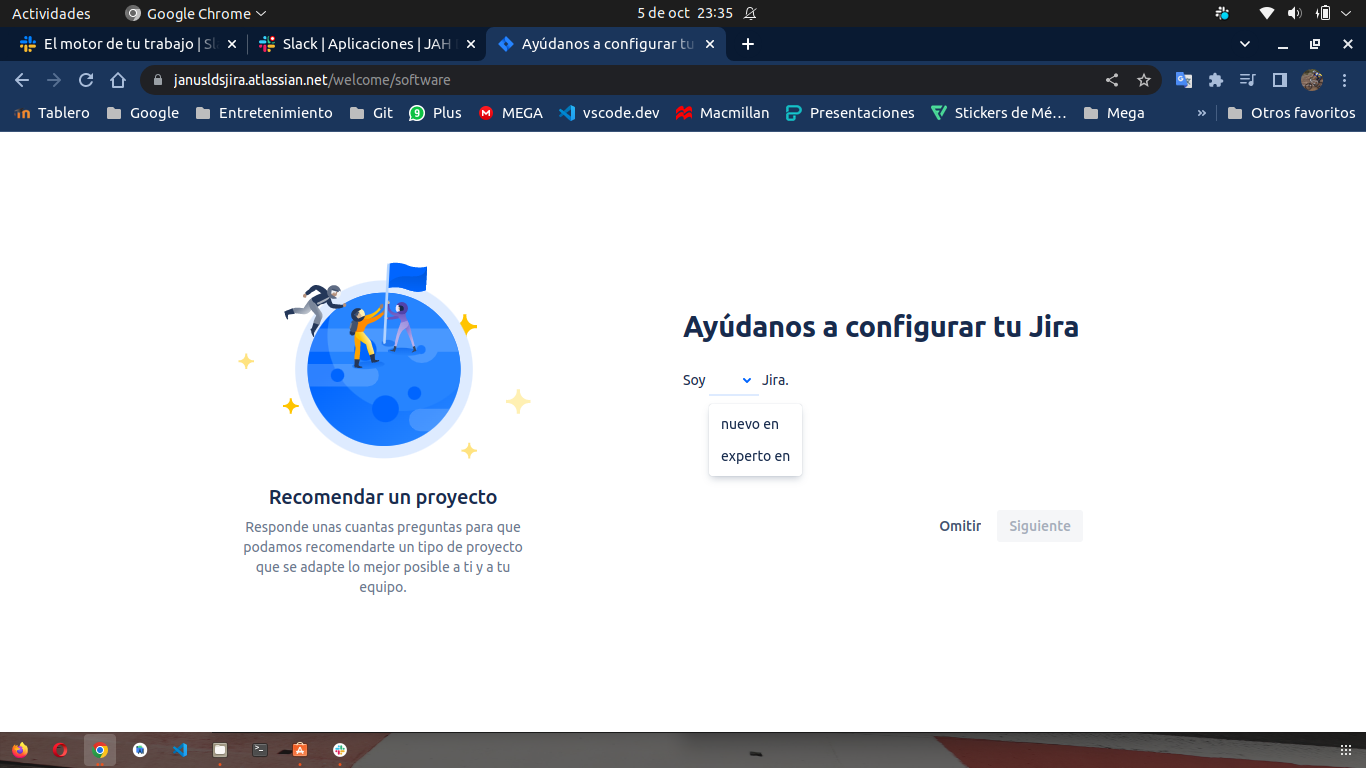 Actividades
Google Chrome
5 de oct 23:35
El motor de tu trabajo | Sl
Slack | Aplicaciones | JAH
Ayúdanos a configurar tu
janusldsjira.atlassian.net/welcome/software
Tablero
Google
Entretenimiento
Git
9
Plus
MEGA
vscode.dev
Macmillan
Presentaciones
Stickers de Mé…
Mega
»
Otros favoritos
Ayúdanos a configurar tu Jira
Soy
Jira.
nuevo en
experto en
Omitir
Siguiente
Recomendar un proyecto
Responde unas cuantas preguntas para que
podamos recomendarte un tipo de proyecto
que se adapte lo mejor posible a ti y a tu
equipo.